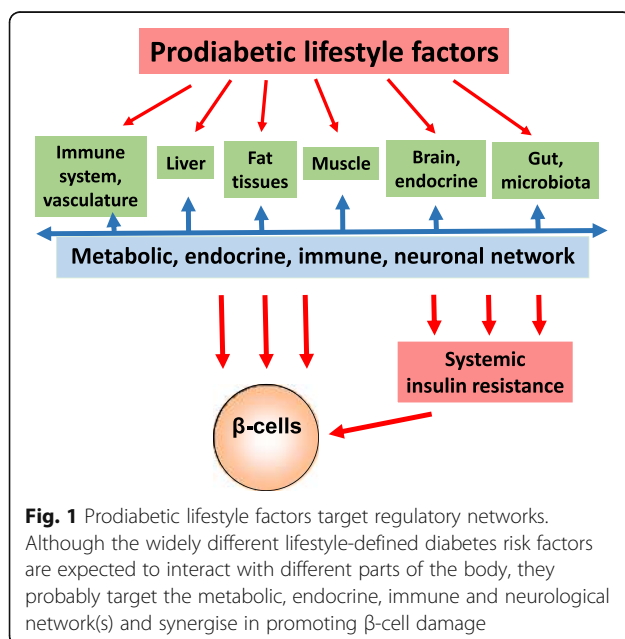 Prodiabetic lifestyle factors
Immune
system,
vasculature
Liver
Fat
tissues
Muscle
Brain,
endocrine
Gut,
microbiota
Metabolic, endocrine, immune, neuronal network
Systemic
insulin resistance
β-cells
Fig. 1 Prodiabetic lifestyle factors target regulatory networks.
Although the widely different lifestyle-defined diabetes risk factors
are expected to interact with different parts of the body, they
probably target the metabolic, endocrine, immune and neurological
network(s) and synergise in promoting β-cell damage